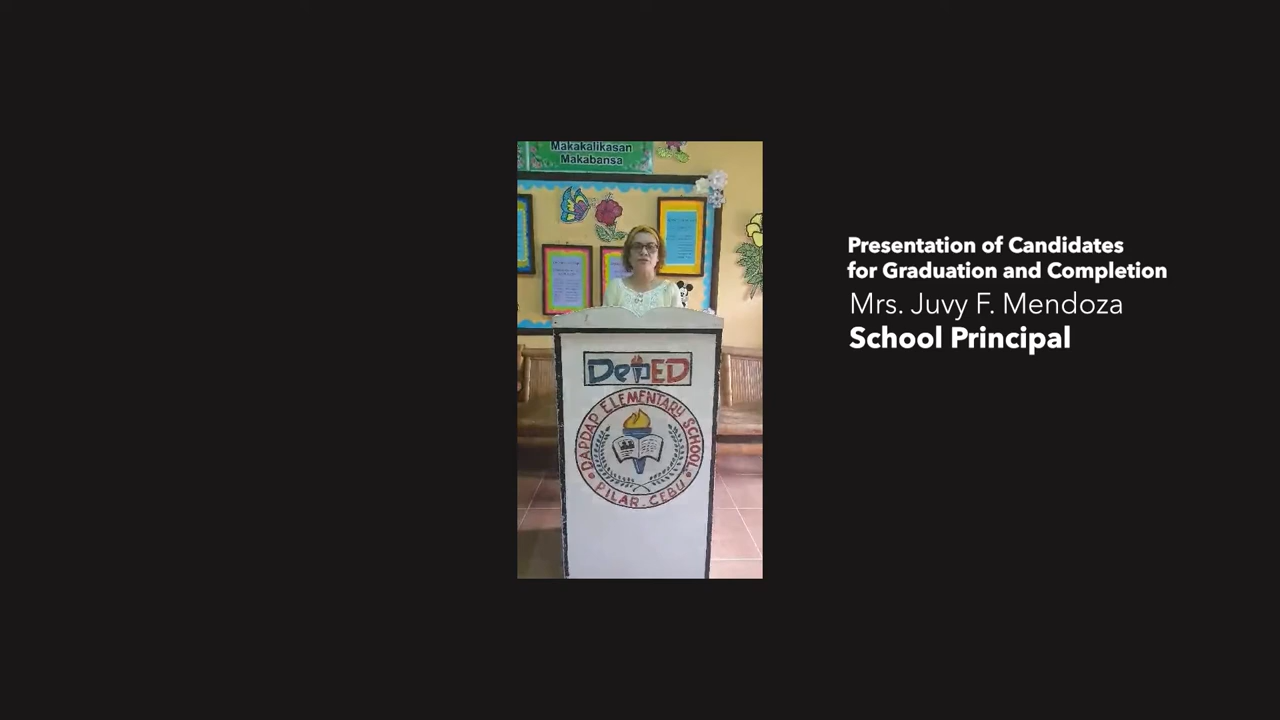 Makakalikasan
Makabansa
DepED
DAPDAP ELEMENTARY SCHOOL
PILAR, CEBU
Presentation of Candidates
for Graduation and Completion
Mrs. Juvy F. Mendoza
School Principal